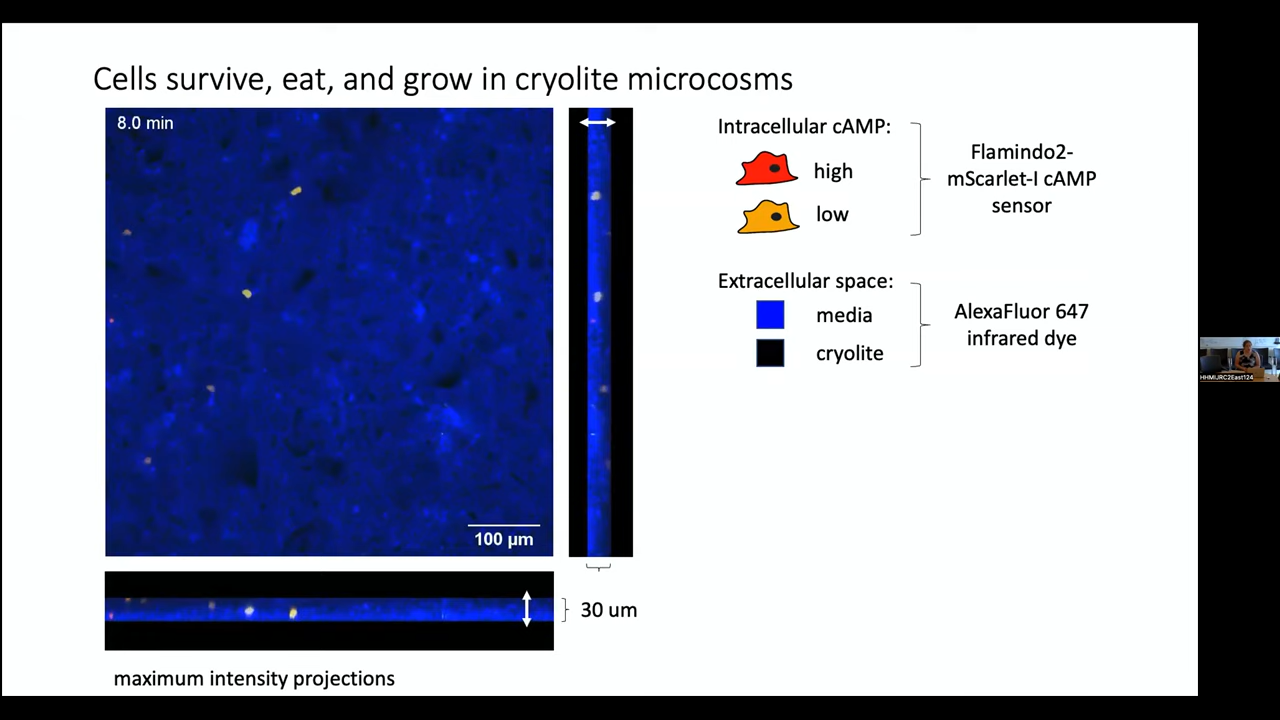 Cells survive, eat, and grow in cryolite microcosms
8.0 min
100 µm
30 um
maximum intensity projections
Intracellular cAMP:
high
low
Flamindo2-
mScarlet-I cAMP
sensor
Extracellular space:
media
cryolite
AlexaFluor 647
infrared dye
HHMIJRC2East124